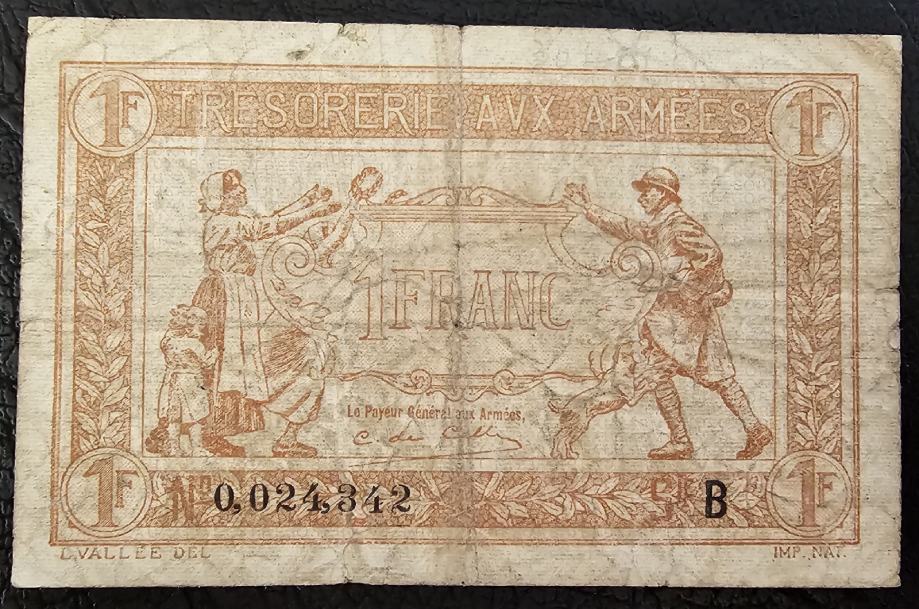 1F TRESORERIE AVX ARMÉES 1F
1 FRANC
Le Payeur Général aux Armées,
1F No 0,024,342 B 1F
L.VALLÉE DEL
IMP. NAT.